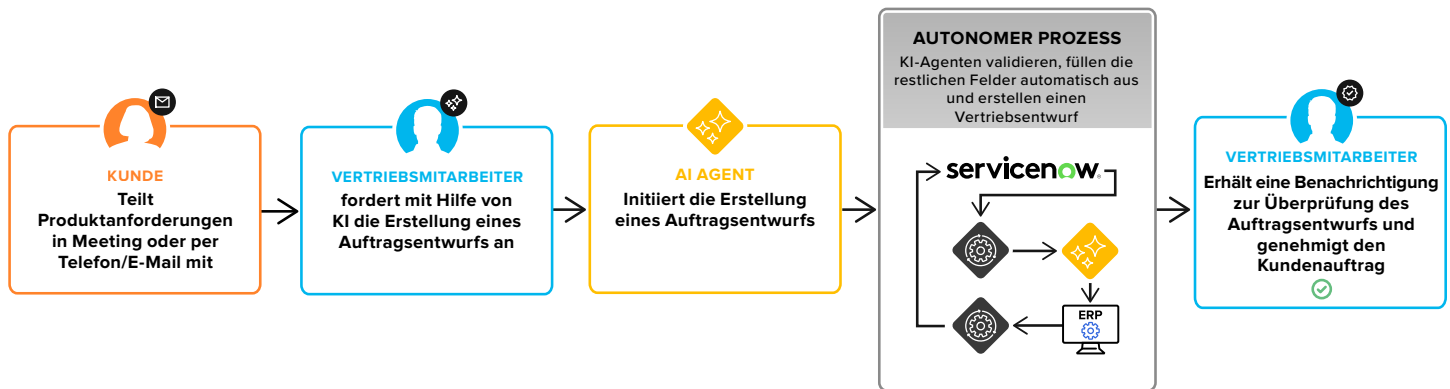 KUNDE
Teilt
Produktanforderungen
in Meeting oder per
Telefon/E-Mail mit
VERTRIEBSMITARBEITER
fordert mit Hilfe von
KI die Erstellung eines
Auftragsentwurfs an
AI AGENT
Initiiert die Erstellung
eines Auftragsentwurfs
AUTONOMER PROZESS
KI-Agenten validieren, füllen die
restlichen Felder automatisch aus
und erstellen einen
Vertriebsentwurf
servicenow.
ERP
VERTRIEBSMITARBEITER
Erhält eine Benachrichtigung
zur Überprüfung des
Auftragsentwurfs und
genehmigt den
Kundenauftrag